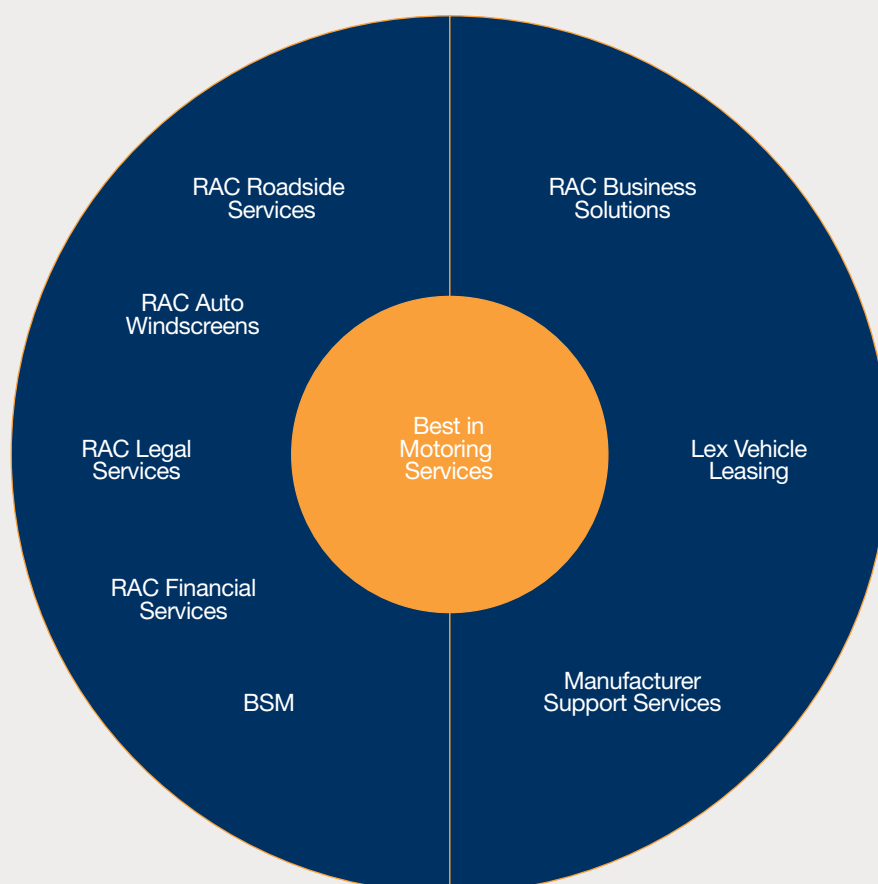 RAC Roadside
Services
RAC Business
Solutions
RAC Auto
Windscreens
Best in
Motoring
Services
RAC Legal
Services
Lex Vehicle
Leasing
RAC Financial
Services
BSM
Manufacturer
Support Services